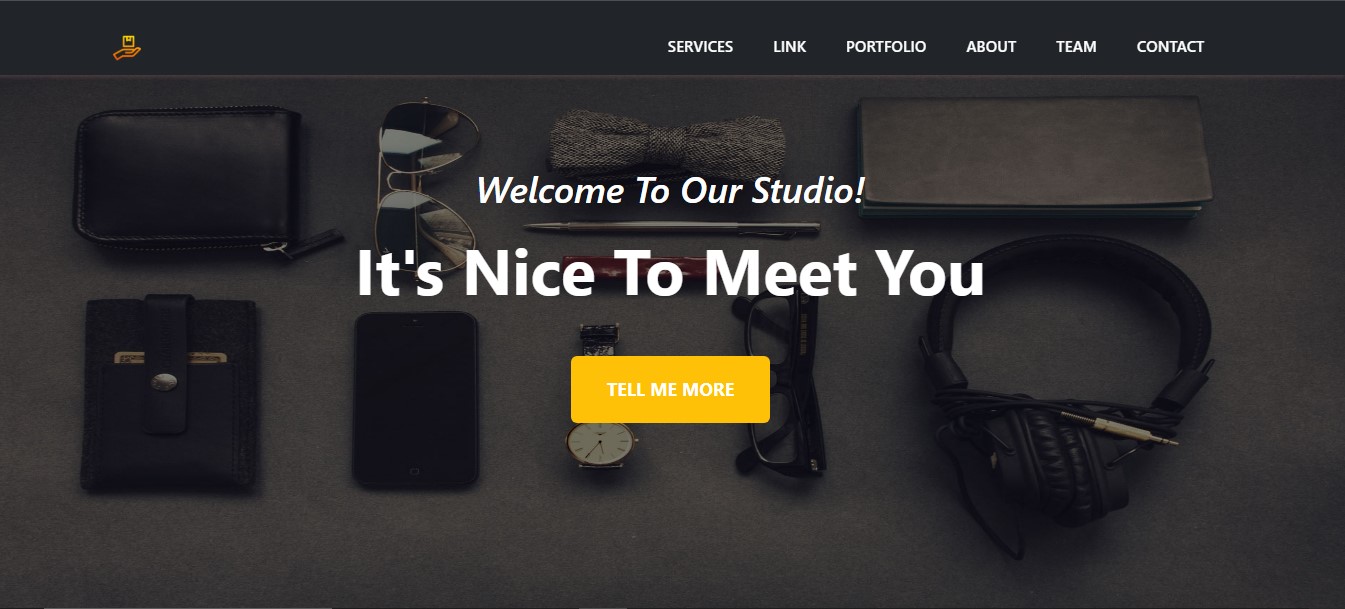 SERVICES LINK PORTFOLIO ABOUT TEAM CONTACT
Welcome To Our Studio!
It's Nice To Meet You
TELL ME MORE